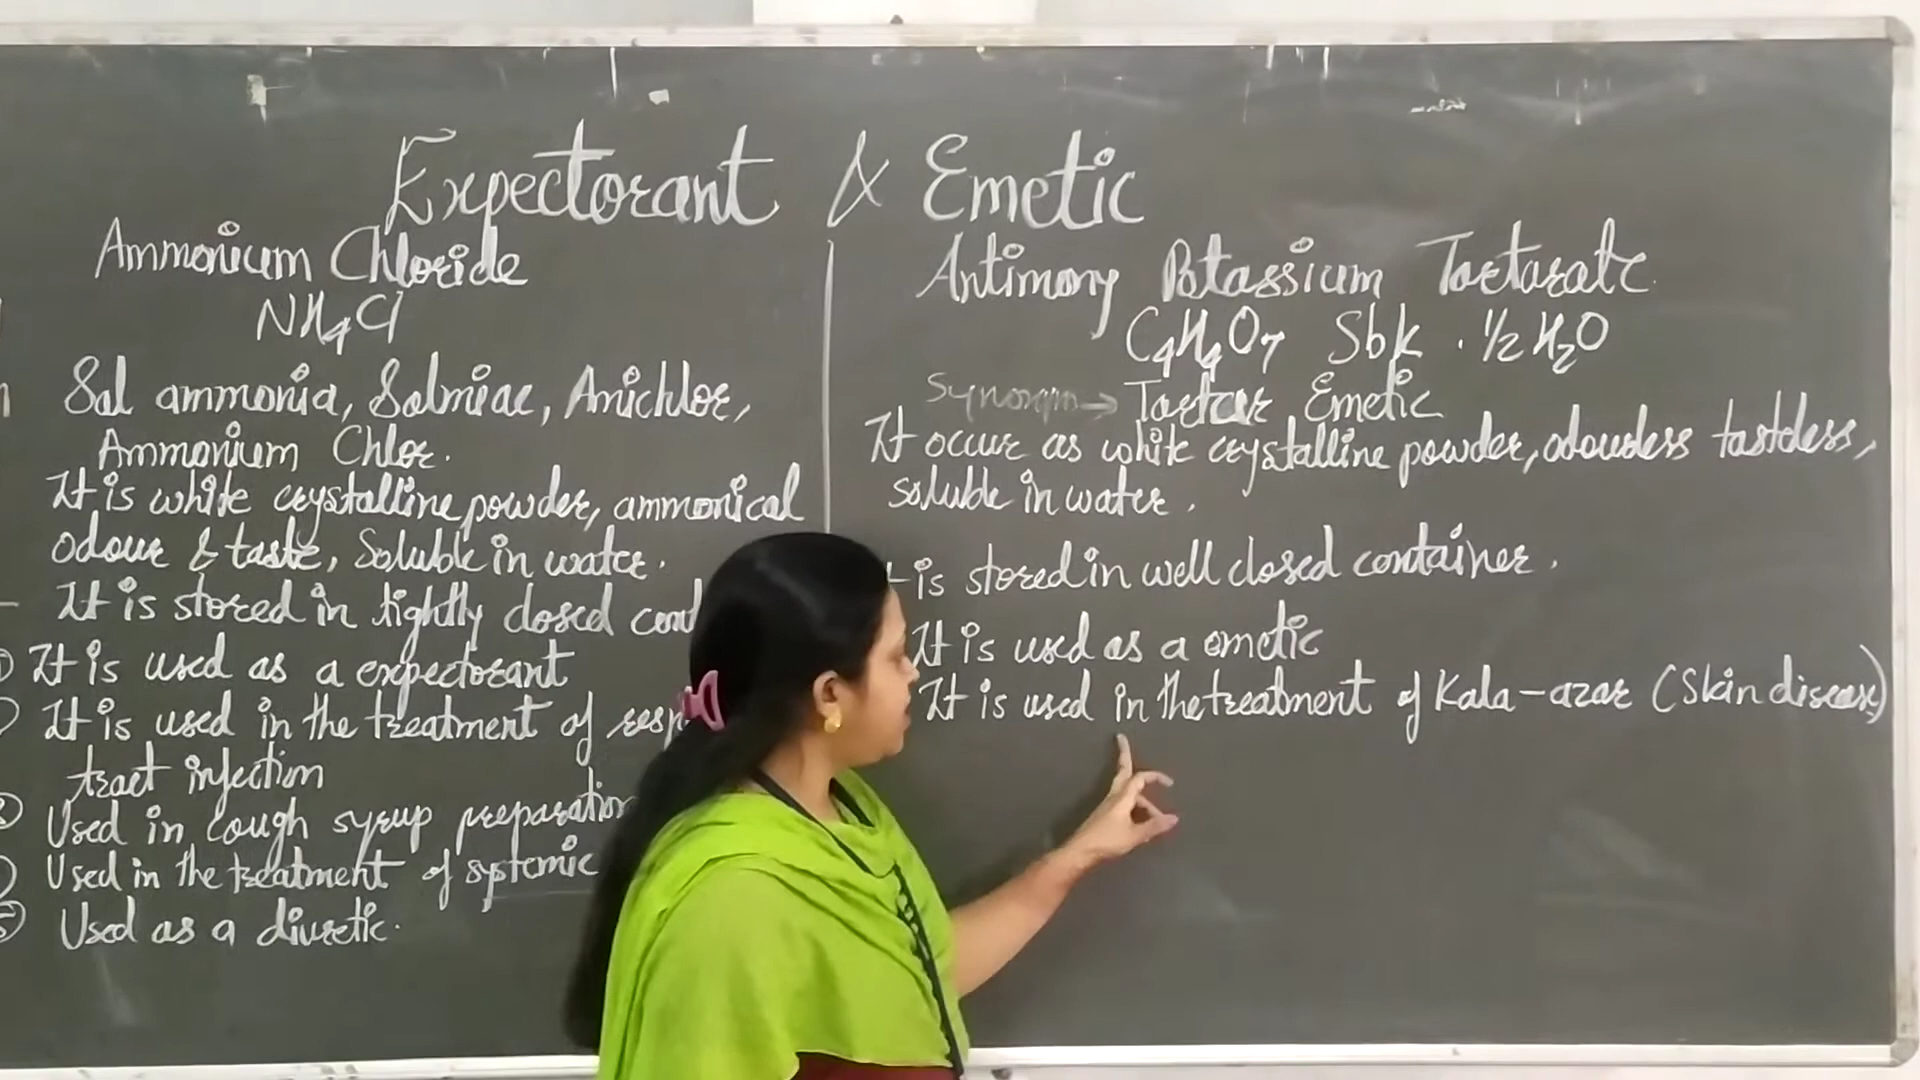 Expectorant & Emetic
Ammonium Chloride
NH4Cl
Sal ammonia, Salmiac, Amchlor,
Ammonium Chlor.
It is white crystalline powder, ammonical
odour & taste, Soluble in water.
It is stored in tightly closed cont
It is used as a expectorant
It is used in the treatment of resp
tract infection
Used in cough syrup preparation
Used in the treatment of systemic
Used as a diuretic.
Antimony Potassium Tartarate
C4H4O7 SbK . 1/2 H2O
Synonym → Tartar Emetic
It occur as white crystalline powder, odourless tasteless,
soluble in water.
is stored in well closed container.
It is used as a emetic
It is used in the treatment of Kala-azar (Skin disease)